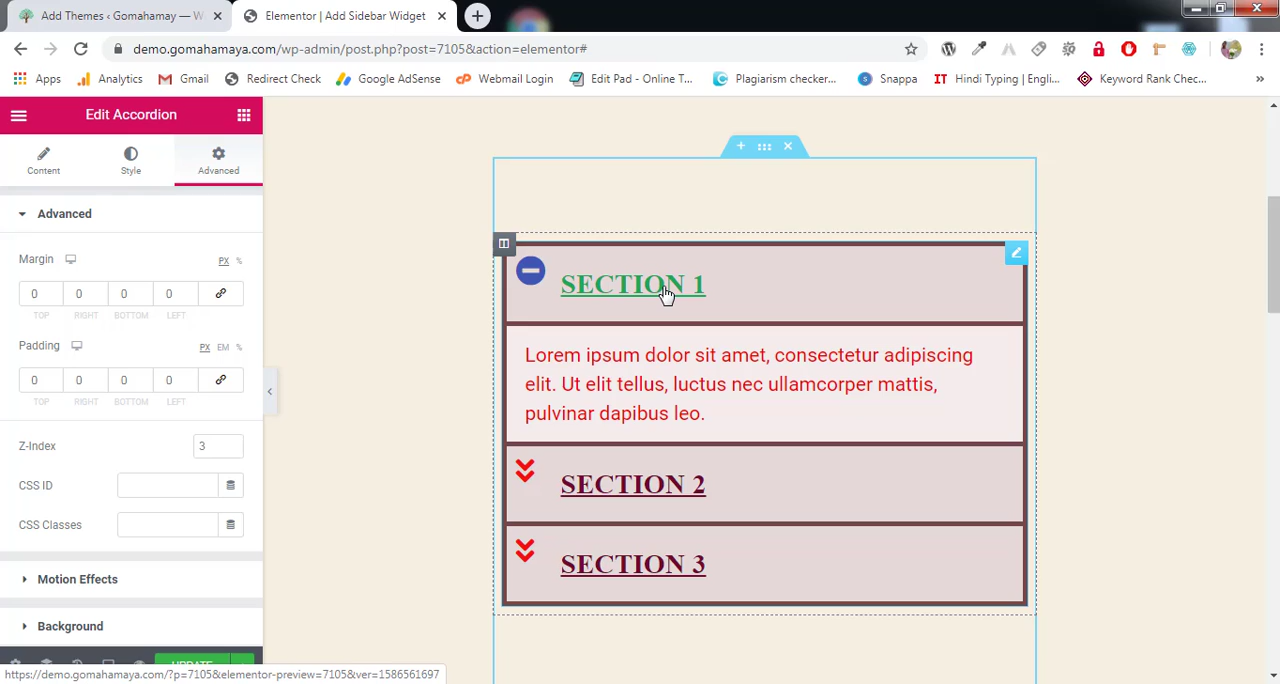 Add Themes ‹ Gomahamay — W
Elementor | Add Sidebar Widget
demo.gomahamaya.com/wp-admin/post.php?post=7105&action=elementor#
Apps Analytics Gmail Redirect Check Google AdSense Webmail Login Edit Pad - Online T... Plagiarism checker... Snappa Hindi Typing | Engli... Keyword Rank Chec... »
Edit Accordion
Content Style Advanced
Advanced
Margin PX %
0 0 0 0
TOP RIGHT BOTTOM LEFT
Padding PX EM %
0 0 0 0
TOP RIGHT BOTTOM LEFT
Z-Index 3
CSS ID
CSS Classes
Motion Effects
Background
UPDATE
SECTION 1
Lorem ipsum dolor sit amet, consectetur adipiscing
elit. Ut elit tellus, luctus nec ullamcorper mattis,
pulvinar dapibus leo.
SECTION 2
SECTION 3
https://demo.gomahamaya.com/?p=7105&elementor-preview=7105&ver=1586561697